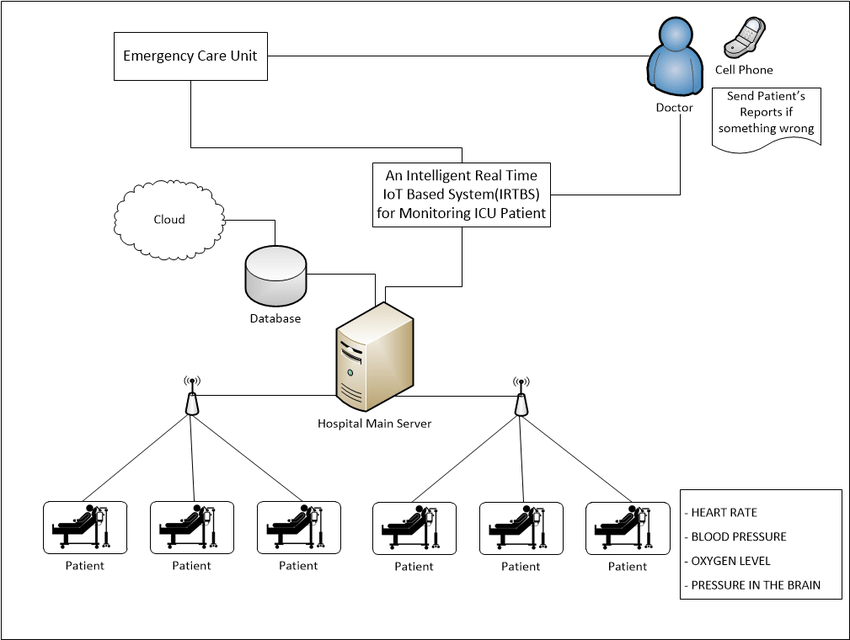 Emergency Care Unit
Cell Phone
Doctor
Send Patient's
Reports if
something wrong
An Intelligent Real Time
IoT Based System(IRTBS)
for Monitoring ICU Patient
Cloud
Database
Hospital Main Server
Patient
Patient
Patient
Patient
Patient
Patient
- HEART RATE
- BLOOD PRESSURE
- OXYGEN LEVEL
- PRESSURE IN THE BRAIN